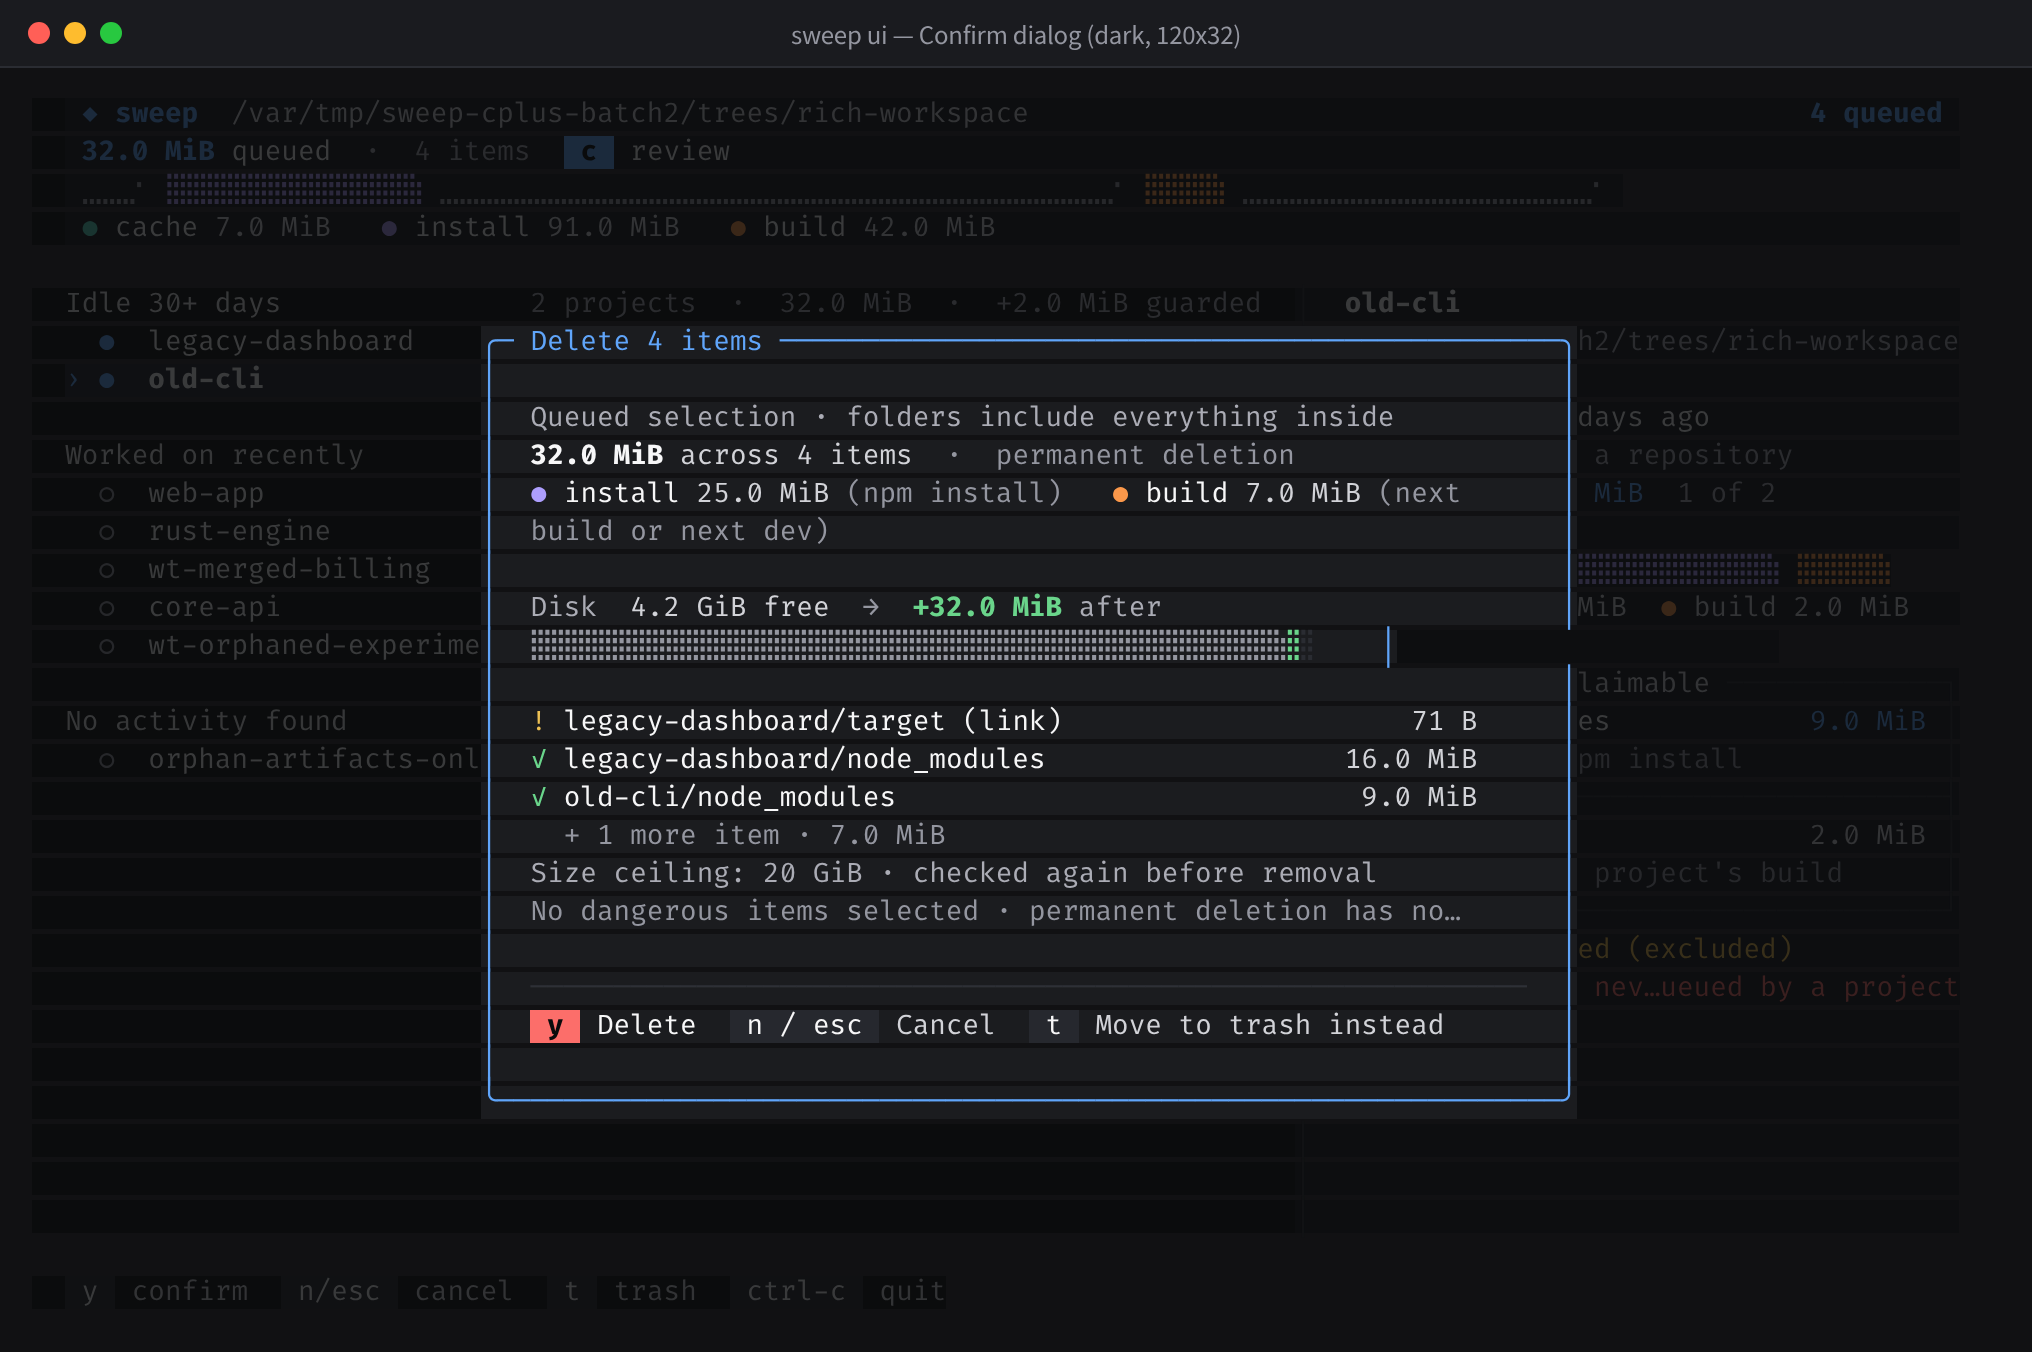 sweep ui — Confirm dialog (dark, 120x32)
◆ sweep /var/tmp/sweep-cplus-batch2/trees/rich-workspace 4 queued
32.0 MiB queued · 4 items c review
● cache 7.0 MiB ● install 91.0 MiB ● build 42.0 MiB
Idle 30+ days 2 projects · 32.0 MiB · +2.0 MiB guarded old-cli
● legacy-dashboard
› ● old-cli
Worked on recently
○ web-app
○ rust-engine
○ wt-merged-billing
○ core-api
○ wt-orphaned-experime
No activity found
○ orphan-artifacts-onl
Delete 4 items
Queued selection · folders include everything inside
32.0 MiB across 4 items · permanent deletion
● install 25.0 MiB (npm install) ● build 7.0 MiB (next
build or next dev)
Disk 4.2 GiB free → +32.0 MiB after
! legacy-dashboard/target (link) 71 B
√ legacy-dashboard/node_modules 16.0 MiB
√ old-cli/node_modules 9.0 MiB
+ 1 more item · 7.0 MiB
Size ceiling: 20 GiB · checked again before removal
No dangerous items selected · permanent deletion has no…
y Delete n / esc Cancel t Move to trash instead
h2/trees/rich-workspace
days ago
a repository
MiB 1 of 2
MiB ● build 2.0 MiB
laimable
es 9.0 MiB
pm install
2.0 MiB
project's build
ed (excluded)
nev…ueued by a project
y confirm n/esc cancel t trash ctrl-c quit